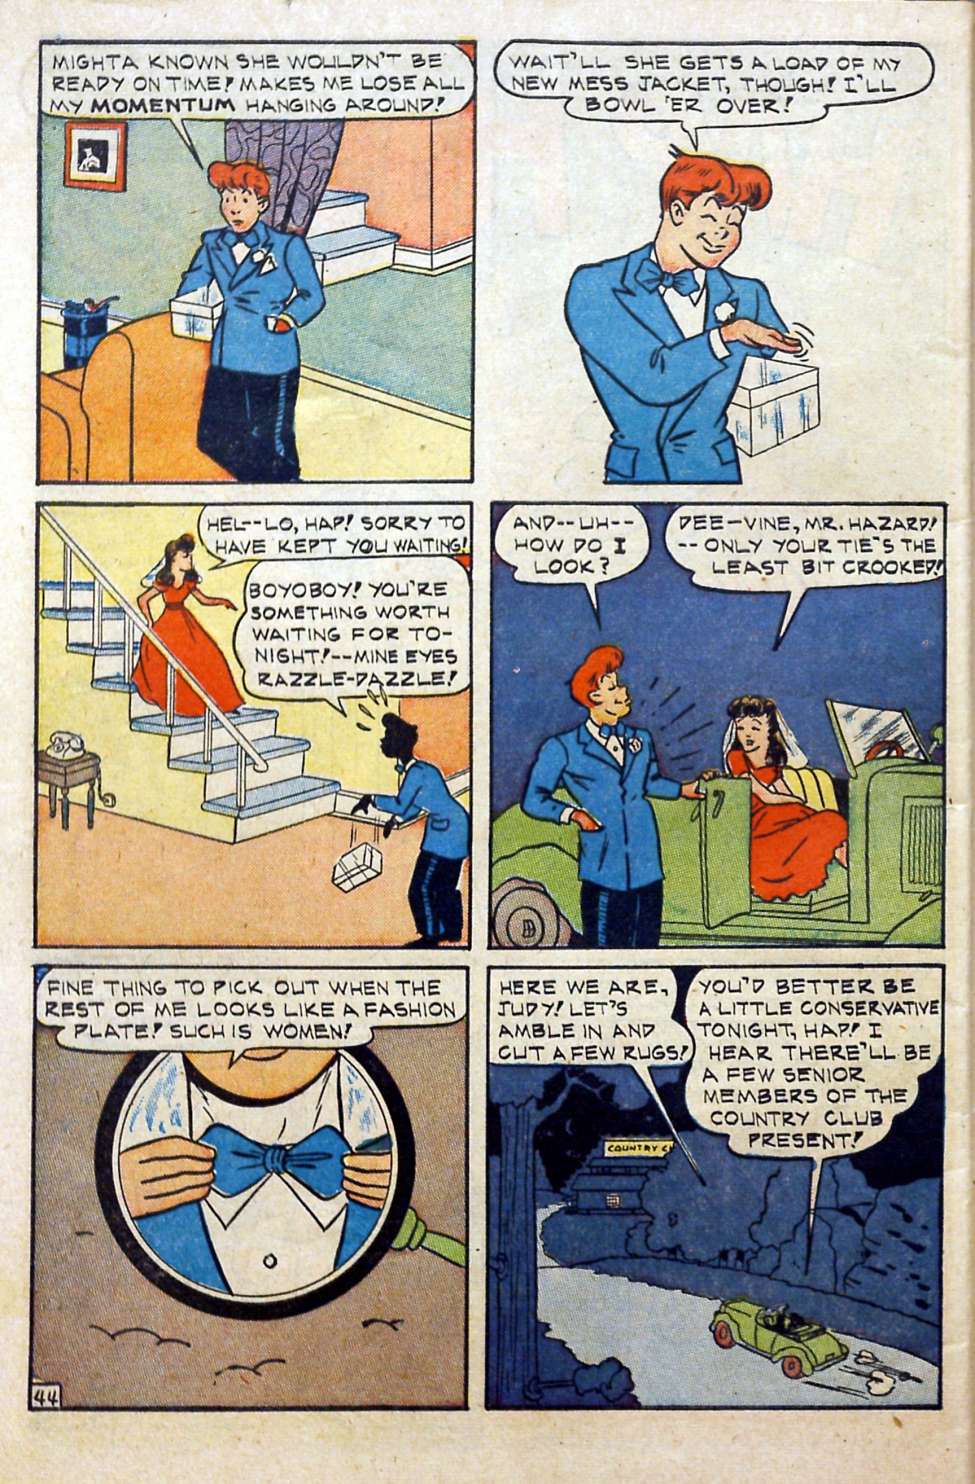 MIGHTA KNOWN SHE WOULDN'T BE
READY ON TIME! MAKES ME LOSE ALL
MY MOMENTUM HANGING AROUND!
WAIT'LL SHE GETS A LOAD OF MY
NEW MESS JACKET, THOUGH! I'LL
BOWL 'ER OVER!
HEL--LO, HAP! SORRY TO
HAVE KEPT YOU WAITING!
BOYOBOY! YOU'RE
SOMETHING WORTH
WAITING FOR TO-
NIGHT!--MINE EYES
RAZZLE-DAZZLE!
AND--UH--
HOW DO I
LOOK?
DEE-VINE, MR. HAZARD!
--ONLY YOUR TIE'S THE
LEAST BIT CROOKED!
FINE THING TO PICK OUT WHEN THE
REST OF ME LOOKS LIKE A FASHION
PLATE! SUCH IS WOMEN!
HERE WE ARE,
JUDY! LET'S
AMBLE IN AND
CUT A FEW RUGS!
YOU'D BETTER BE
A LITTLE CONSERVATIVE
TONIGHT, HAP! I
HEAR THERE'LL BE
A FEW SENIOR
MEMBERS OF THE
COUNTRY CLUB
PRESENT!
COUNTRY C
44